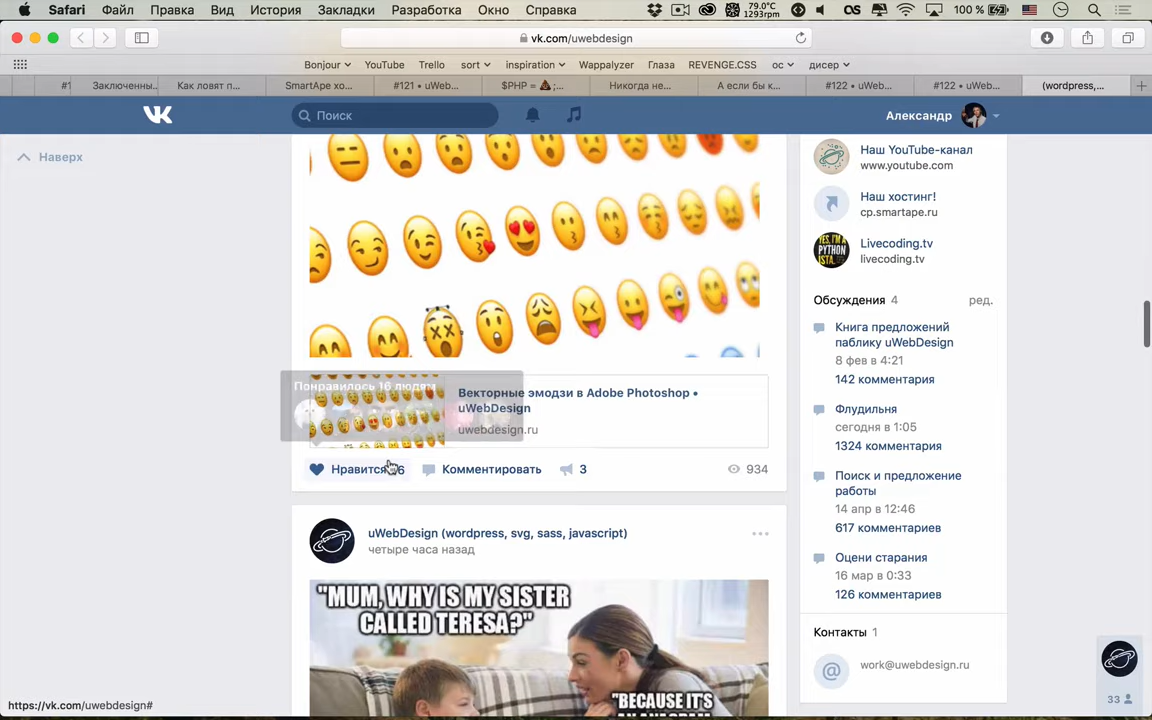 Safari Файл Правка Вид История Закладки Разработка Окно Справка 79.0°C 1293rpm 100 %
vk.com/uwebdesign
Bonjour YouTube Trello sort inspiration Wappalyzer Глаза REVENGE.CSS ос дисер
#1 Заключенны... Как ловят п... SmartApe хо... #121 • uWeb... $PHP = 💩;... Никогда не... А если бы к... #122 • uWeb... #122 • uWeb... (wordpress,...
Поиск
Александр
Наверх
Наш YouTube-канал
www.youtube.com
Наш хостинг!
cp.smartape.ru
YES, I'M A PYTHON ISTA.
Livecoding.tv
livecoding.tv
Обсуждения 4 ред.
Книга предложений
паблику uWebDesign
8 фев в 4:21
142 комментария
Флудильня
сегодня в 1:05
1324 комментария
Поиск и предложение
работы
14 апр в 12:46
617 комментариев
Оцени старания
16 мар в 0:33
126 комментариев
Контакты 1
work@uwebdesign.ru
33
Понравилось 16 людям
Векторные эмодзи в Adobe Photoshop •
uWebDesign
uwebdesign.ru
Нравится Комментировать 3 934
uWebDesign (wordpress, svg, sass, javascript)
четыре часа назад
"MUM, WHY IS MY SISTER
CALLED TERESA?"
"BECAUSE IT'S
https://vk.com/uwebdesign#